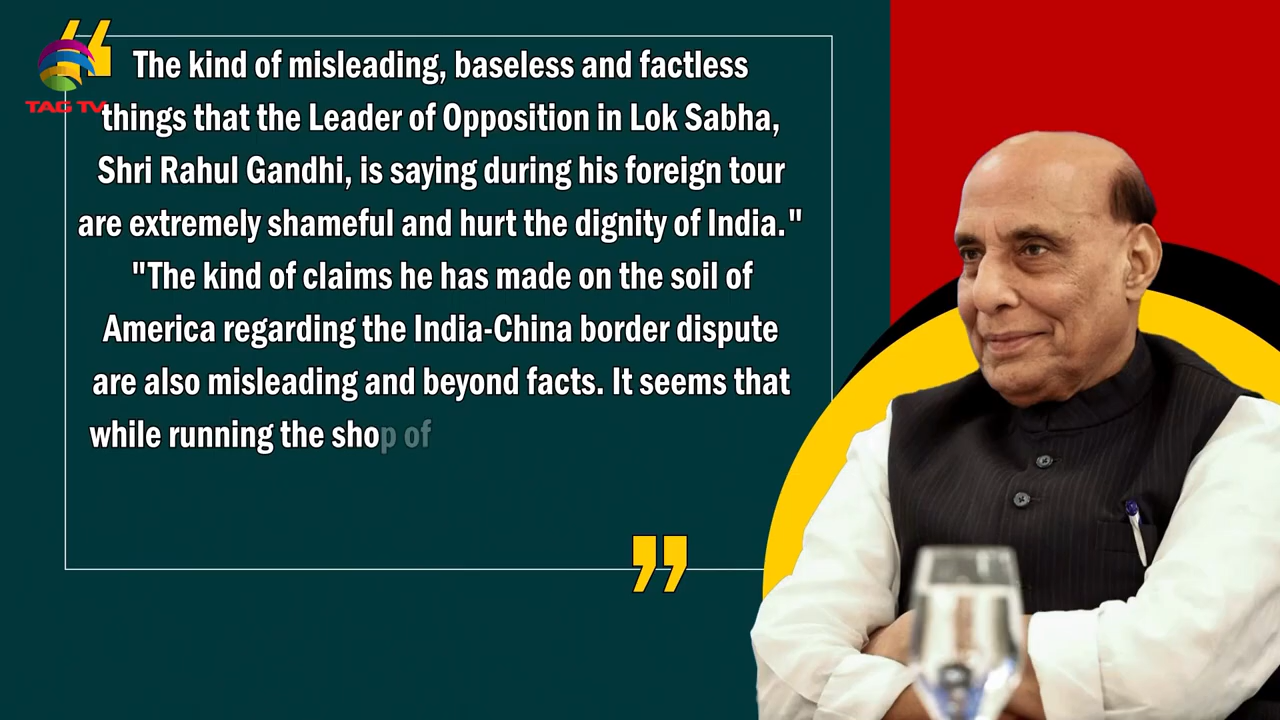 TAG TV
“
The kind of misleading, baseless and factless
things that the Leader of Opposition in Lok Sabha,
Shri Rahul Gandhi, is saying during his foreign tour
are extremely shameful and hurt the dignity of India."
"The kind of claims he has made on the soil of
America regarding the India-China border dispute
are also misleading and beyond facts. It seems that
while running the shop of
”